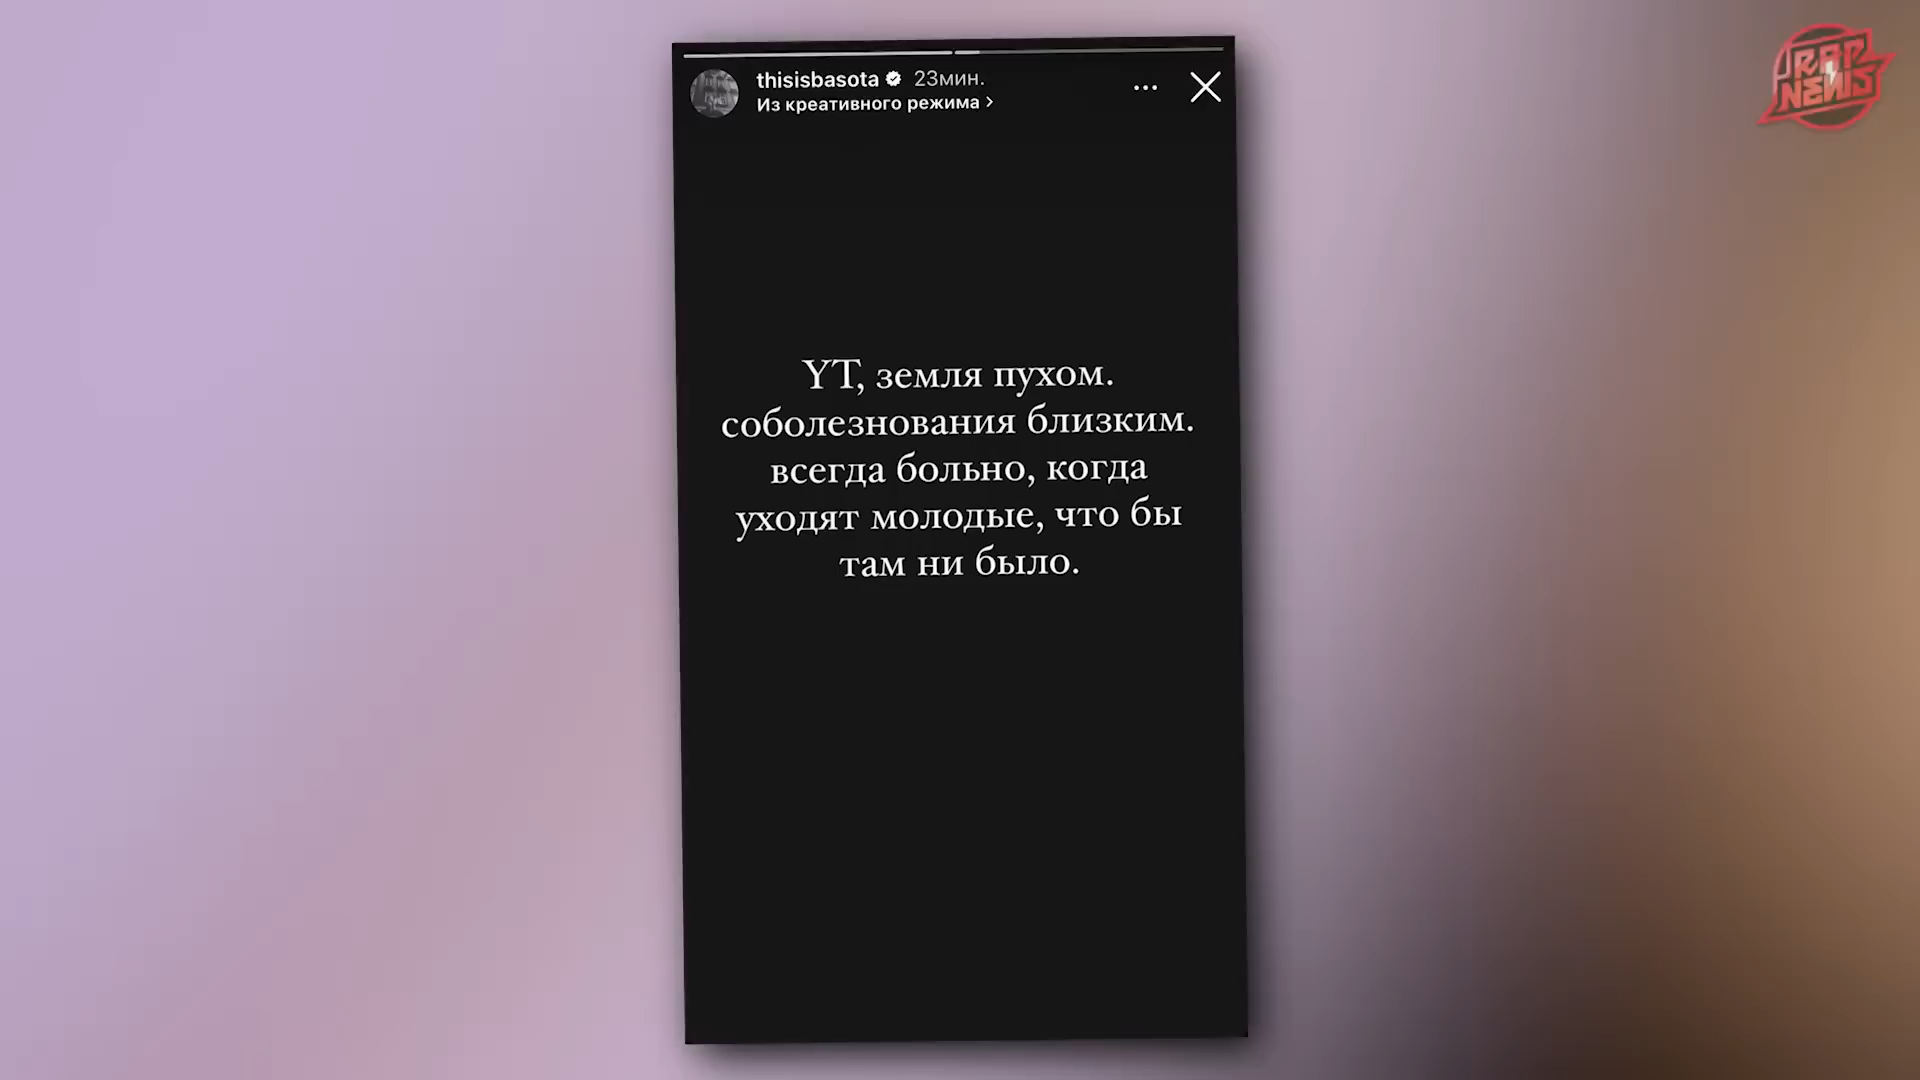 thisisbasota 23мин.
Из креативного режима
YT, земля пухом.
соболезнования близким.
всегда больно, когда
уходят молодые, что бы
там ни было.
RAP
NEWS